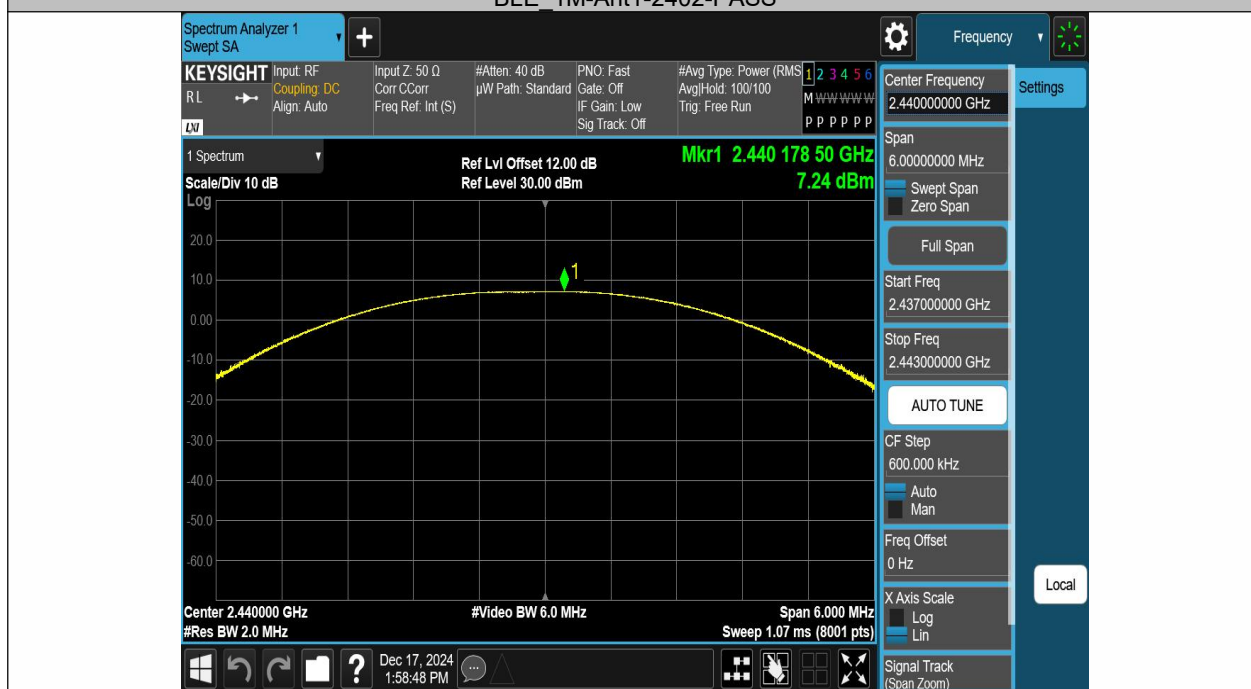 BLE_1M-Ant1-2402-PASS
Spectrum Analyzer 1
Swept SA
+
Frequency
KEYSIGHT
RL
LXI
Input: RF
Coupling: DC
Align: Auto
Input Z: 50 Ω
Corr CCorr
Freq Ref: Int (S)
#Atten: 40 dB
µW Path: Standard
PNO: Fast
Gate: Off
IF Gain: Low
Sig Track: Off
#Avg Type: Power (RMS
Avg|Hold: 100/100
Trig: Free Run
1 2 3 4 5 6
M W W W W W
P P P P P P
1 Spectrum
Scale/Div 10 dB
Log
Ref Lvl Offset 12.00 dB
Ref Level 30.00 dBm
Mkr1 2.440 178 50 GHz
7.24 dBm
20.0
10.0
0.00
-10.0
-20.0
-30.0
-40.0
-50.0
-60.0
1
Center 2.440000 GHz
#Res BW 2.0 MHz
#Video BW 6.0 MHz
Span 6.000 MHz
Sweep 1.07 ms (8001 pts)
?
Dec 17, 2024
1:58:48 PM
Center Frequency
2.440000000 GHz
Span
6.00000000 MHz
Swept Span
Zero Span
Full Span
Start Freq
2.437000000 GHz
Stop Freq
2.443000000 GHz
AUTO TUNE
CF Step
600.000 kHz
Auto
Man
Freq Offset
0 Hz
X Axis Scale
Log
Lin
Signal Track
(Span Zoom)
Settings
Local